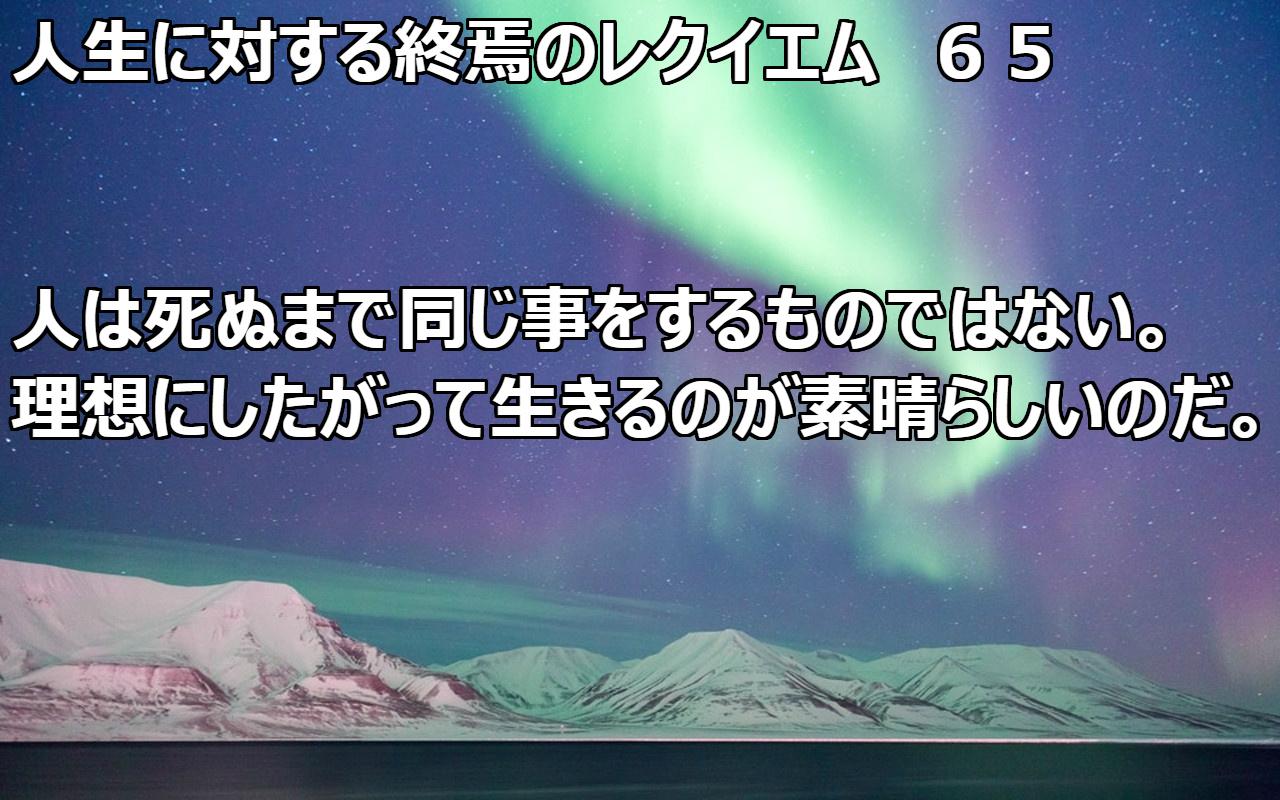 人生に対する終焉のレクイエム　６５
人は死ぬまで同じ事をするものではない。
理想にしたがって生きるのが素晴らしいのだ。